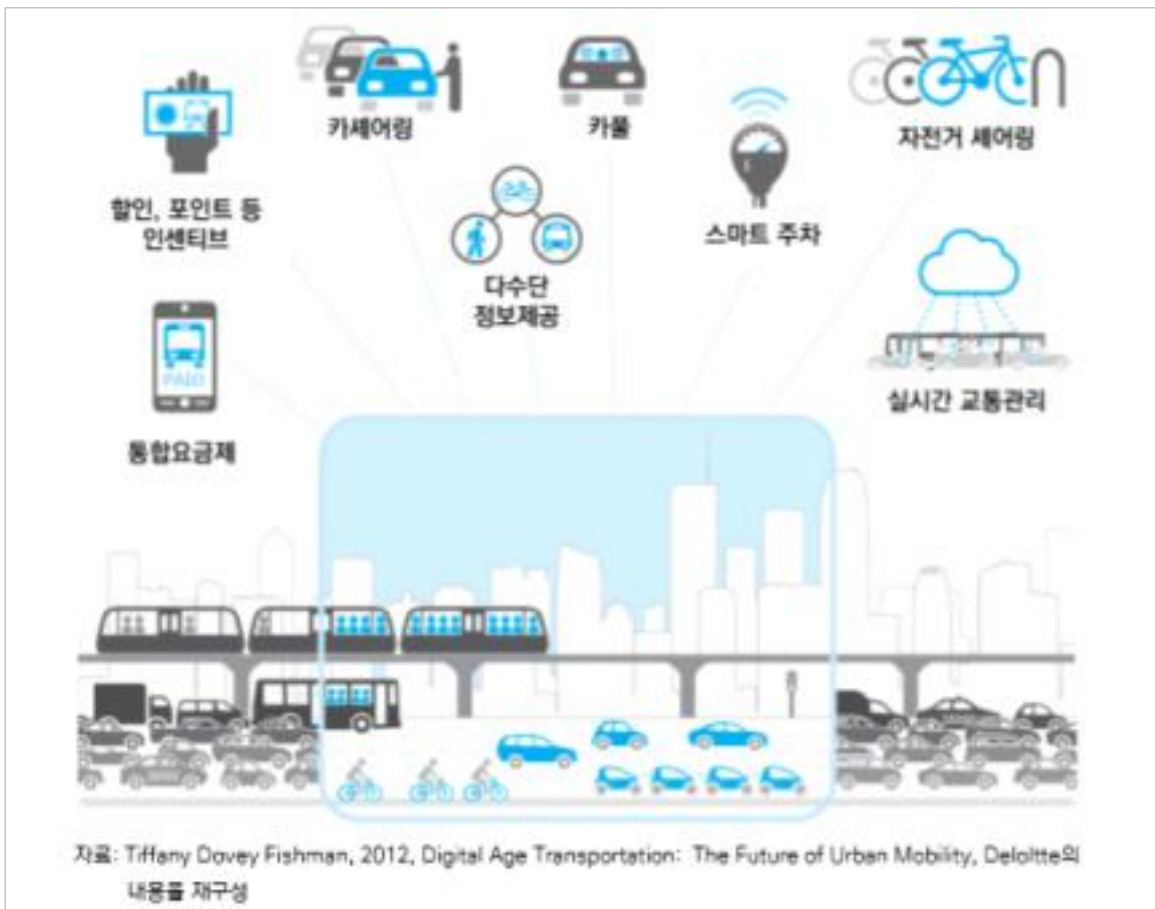 카셰어링
카풀
자전거 셰어링
할인, 포인트 등
인센티브
스마트 주차
다수단
정보제공
PAID
실시간 교통관리
통합요금제
자료: Tiffany Dovey Fishman, 2012, Digital Age Transportation: The Future of Urban Mobility, Deloitte의
내용을 재구성